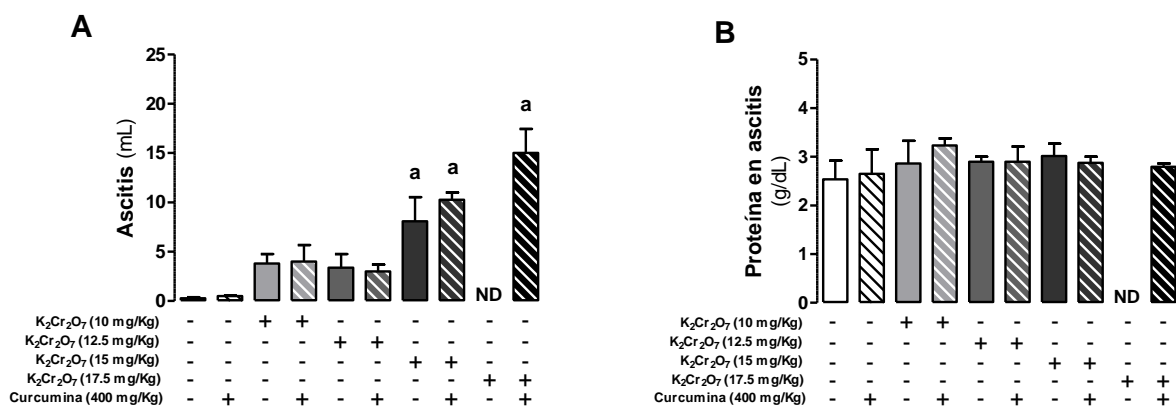 A
25
20
15
10
5
0
Ascitis (mL)
a
a
a
ND
K2Cr2O7 (10 mg/Kg) - - + + - - - - - -
K2Cr2O7 (12.5 mg/Kg) - - - - + + - - - -
K2Cr2O7 (15 mg/Kg) - - - - - - + + - -
K2Cr2O7 (17.5 mg/Kg) - - - - - - - - + +
Curcumina (400 mg/Kg) - + - + - + - + - +
B
5
4
3
2
1
0
Proteína en ascitis
(g/dL)
ND
K2Cr2O7 (10 mg/Kg) - - + + - - - - - -
K2Cr2O7 (12.5 mg/Kg) - - - - + + - - - -
K2Cr2O7 (15 mg/Kg) - - - - - - + + - -
K2Cr2O7 (17.5 mg/Kg) - - - - - - - - + +
Curcumina (400 mg/Kg) - + - + - + - + - +